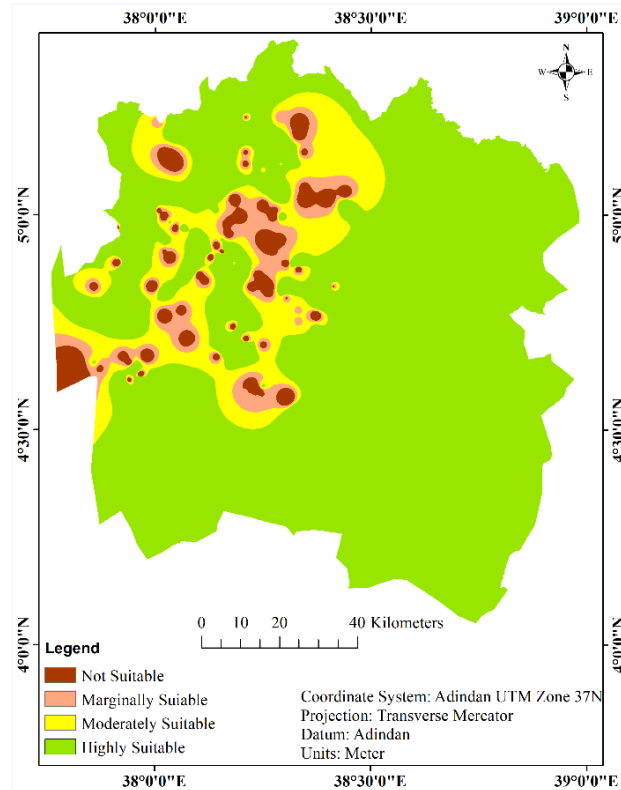 38°0'0"E 38°30'0"E 39°0'0"E
N
W E
S
5°0'0"N 5°0'0"N
4°30'0"N 4°30'0"N
4°0'0"N 4°0'0"N
0 5 10 20 30 40 Kilometers
Legend
Not Suitable
Marginally Suiable
Moderately Suitable
Highly Suitable
Coordinate System: Adindan UTM Zone 37N
Projection: Transverse Mercator
Datum: Adindan
Units: Meter
38°0'0"E 38°30'0"E 39°0'0"E